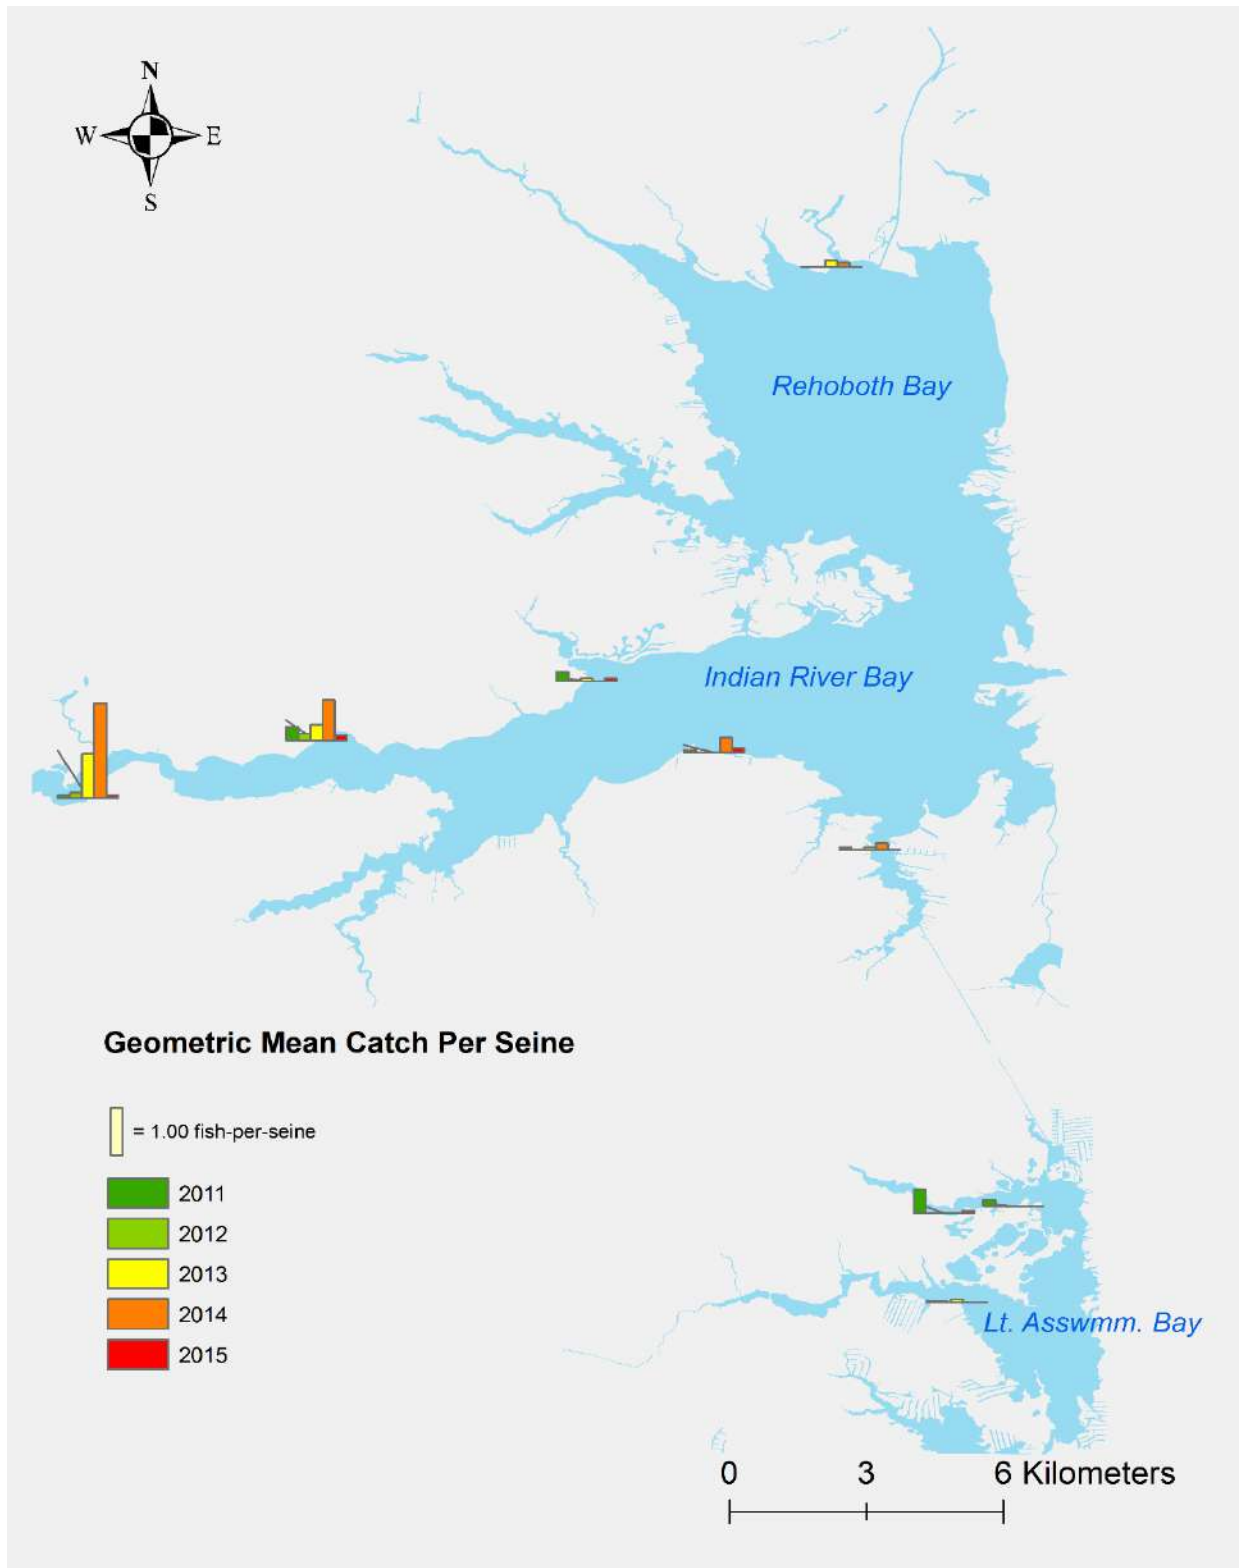 N
W E
S
Rehoboth Bay
Indian River Bay
Geometric Mean Catch Per Seine
= 1.00 fish-per-seine
2011
2012
2013
2014
2015
Lt. Asswmm. Bay
0 3 6 Kilometers